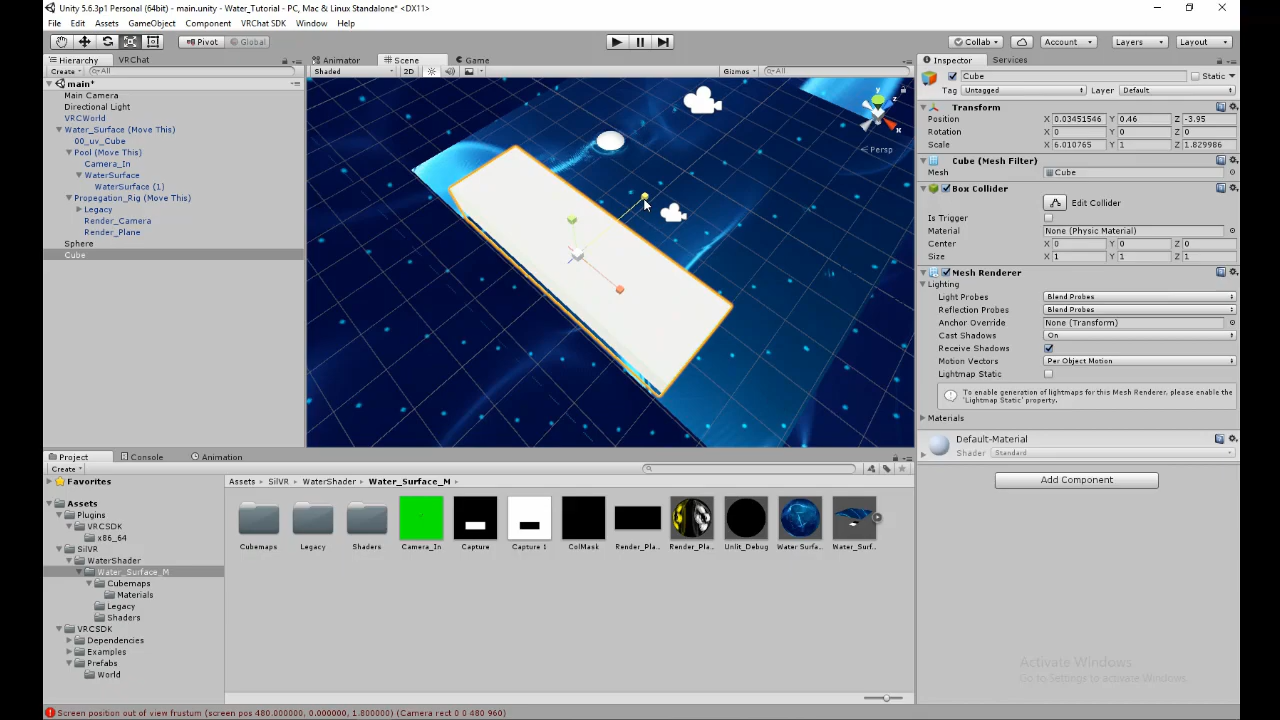 Unity 5.6.3p1 Personal (64bit) - main.unity - Water_Tutorial - PC, Mac & Linux Standalone* <DX11>
File Edit Assets GameObject Component VRChat SDK Window Help
Pivot Global Collab Account Layers Layout
Hierarchy VRChat
Create All
main*
Main Camera
Directional Light
VRCWorld
Water_Surface (Move This)
00_uv_Cube
Pool (Move This)
Camera_In
WaterSurface
WaterSurface (1)
Propegation_Rig (Move This)
Legacy
Render_Camera
Render_Plane
Sphere
Cube
Animator Scene Game
Shaded 2D Gizmos All
y
z
x
Persp
Inspector Services
Cube Static
Tag Untagged Layer Default
Transform
Position X 0.03451546 Y 0.46 Z -3.95
Rotation X 0 Y 0 Z 0
Scale X 6.010765 Y 1 Z 1.829986
Cube (Mesh Filter)
Mesh Cube
Box Collider
Edit Collider
Is Trigger
Material None (Physic Material)
Center X 0 Y 0 Z 0
Size X 1 Y 1 Z 1
Mesh Renderer
Lighting
Light Probes Blend Probes
Reflection Probes Blend Probes
Anchor Override None (Transform)
Cast Shadows On
Receive Shadows
Motion Vectors Per Object Motion
Lightmap Static
To enable generation of lightmaps for this Mesh Renderer, please enable the
'Lightmap Static' property.
Materials
Default-Material
Shader Standard
Add Component
Project Console Animation
Create
Favorites
Assets
Plugins
VRCSDK
x86_64
SilVR
WaterShader
Water_Surface_M
Cubemaps
Materials
Legacy
Shaders
VRCSDK
Dependencies
Examples
Prefabs
World
Assets SilVR WaterShader Water_Surface_M
Cubemaps Legacy Shaders Camera_In Capture Capture 1 ColMask Render_Pla.. Render_Pla.. Unlit_Debug Water Surfa.. Water_Surf..
Activate Windows
Go to Settings to activate Windows.
Screen position out of view frustum (screen pos 480.000000, 0.000000, 1.800000) (Camera rect 0 0 480 960)